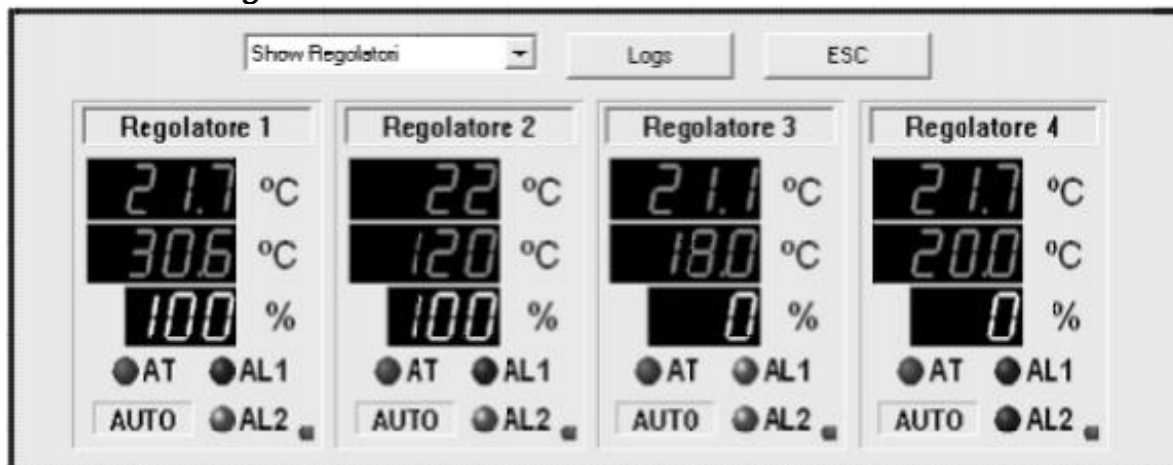 Show Regolatori
Logs
ESC
Regolatore 1
21.7 ºC
30.6 ºC
100 %
AT
AL1
AUTO
AL2
Regolatore 2
22 ºC
120 ºC
100 %
AT
AL1
AUTO
AL2
Regolatore 3
21.1 ºC
18.0 ºC
0 %
AT
AL1
AUTO
AL2
Regolatore 4
21.7 ºC
20.0 ºC
0 %
AT
AL1
AUTO
AL2